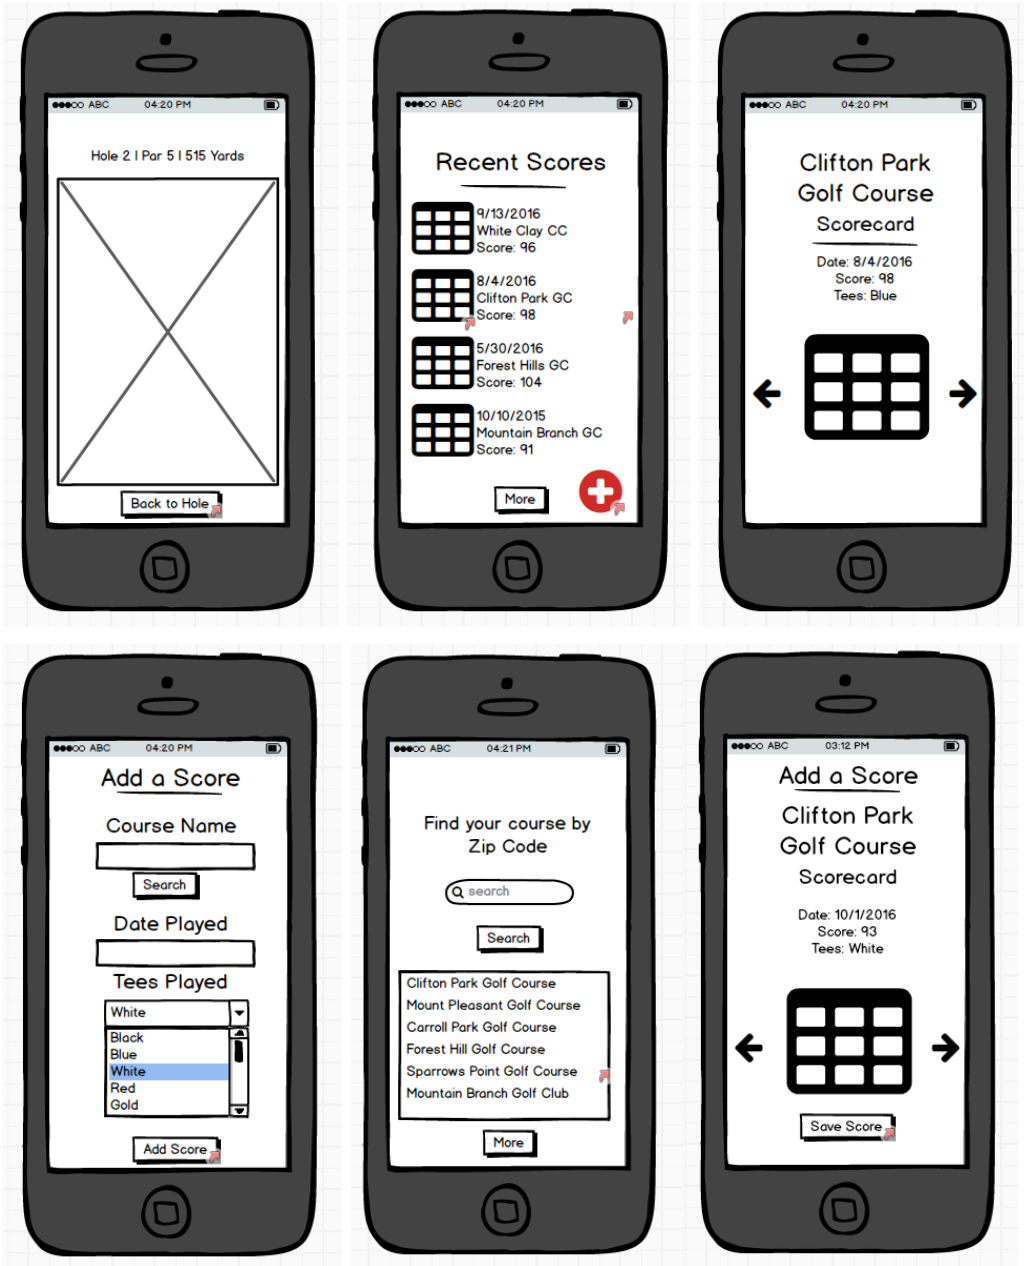 ABC 04:20 PM
Hole 2 | Par 5 | 515 Yards
Back to Hole
ABC 04:20 PM
Recent Scores
9/13/2016
White Clay CC
Score: 96
8/4/2016
Clifton Park GC
Score: 98
5/30/2016
Forest Hills GC
Score: 104
10/10/2015
Mountain Branch GC
Score: 91
More
ABC 04:20 PM
Clifton Park
Golf Course
Scorecard
Date: 8/4/2016
Score: 98
Tees: Blue
ABC 04:20 PM
Add a Score
Course Name
Search
Date Played
Tees Played
White
Black
Blue
White
Red
Gold
Add Score
ABC 04:21 PM
Find your course by
Zip Code
search
Search
Clifton Park Golf Course
Mount Pleasant Golf Course
Carroll Park Golf Course
Forest Hill Golf Course
Sparrows Point Golf Course
Mountain Branch Golf Club
More
ABC 03:12 PM
Add a Score
Clifton Park
Golf Course
Scorecard
Date: 10/1/2016
Score: 93
Tees: White
Save Score